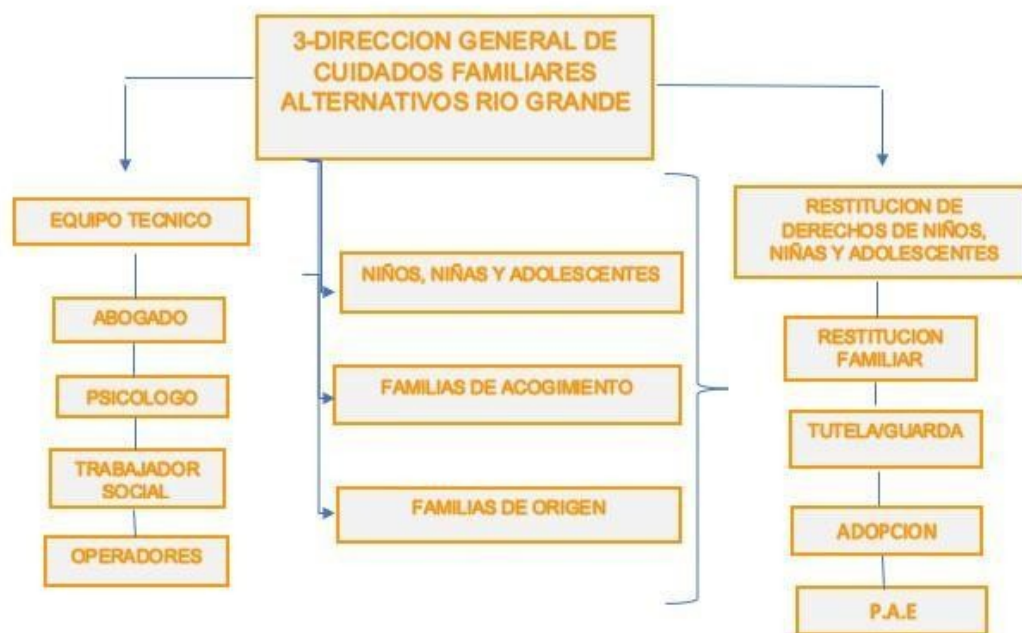 3-DIRECCION GENERAL DE
CUIDADOS FAMILIARES
ALTERNATIVOS RIO GRANDE
EQUIPO TECNICO
ABOGADO
PSICOLOGO
TRABAJADOR
SOCIAL
OPERADORES
NIÑOS, NIÑAS Y ADOLESCENTES
FAMILIAS DE ACOGIMIENTO
FAMILIAS DE ORIGEN
RESTITUCION DE
DERECHOS DE NIÑOS,
NIÑAS Y ADOLESCENTES
RESTITUCION
FAMILIAR
TUTELA/GUARDA
ADOPCION
P.A.E